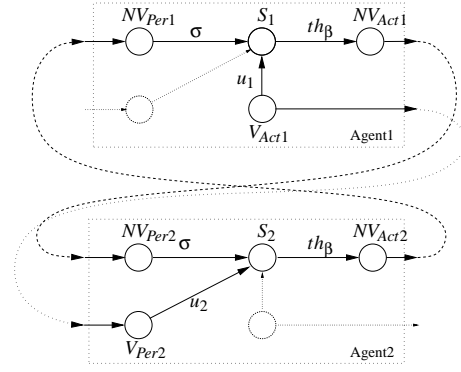 NV_Per1 σ S_1 th_β NV_Act1
u_1
V_Act1 Agent1
NV_Per2 σ S_2 th_β NV_Act2
u_2
V_Per2 Agent2